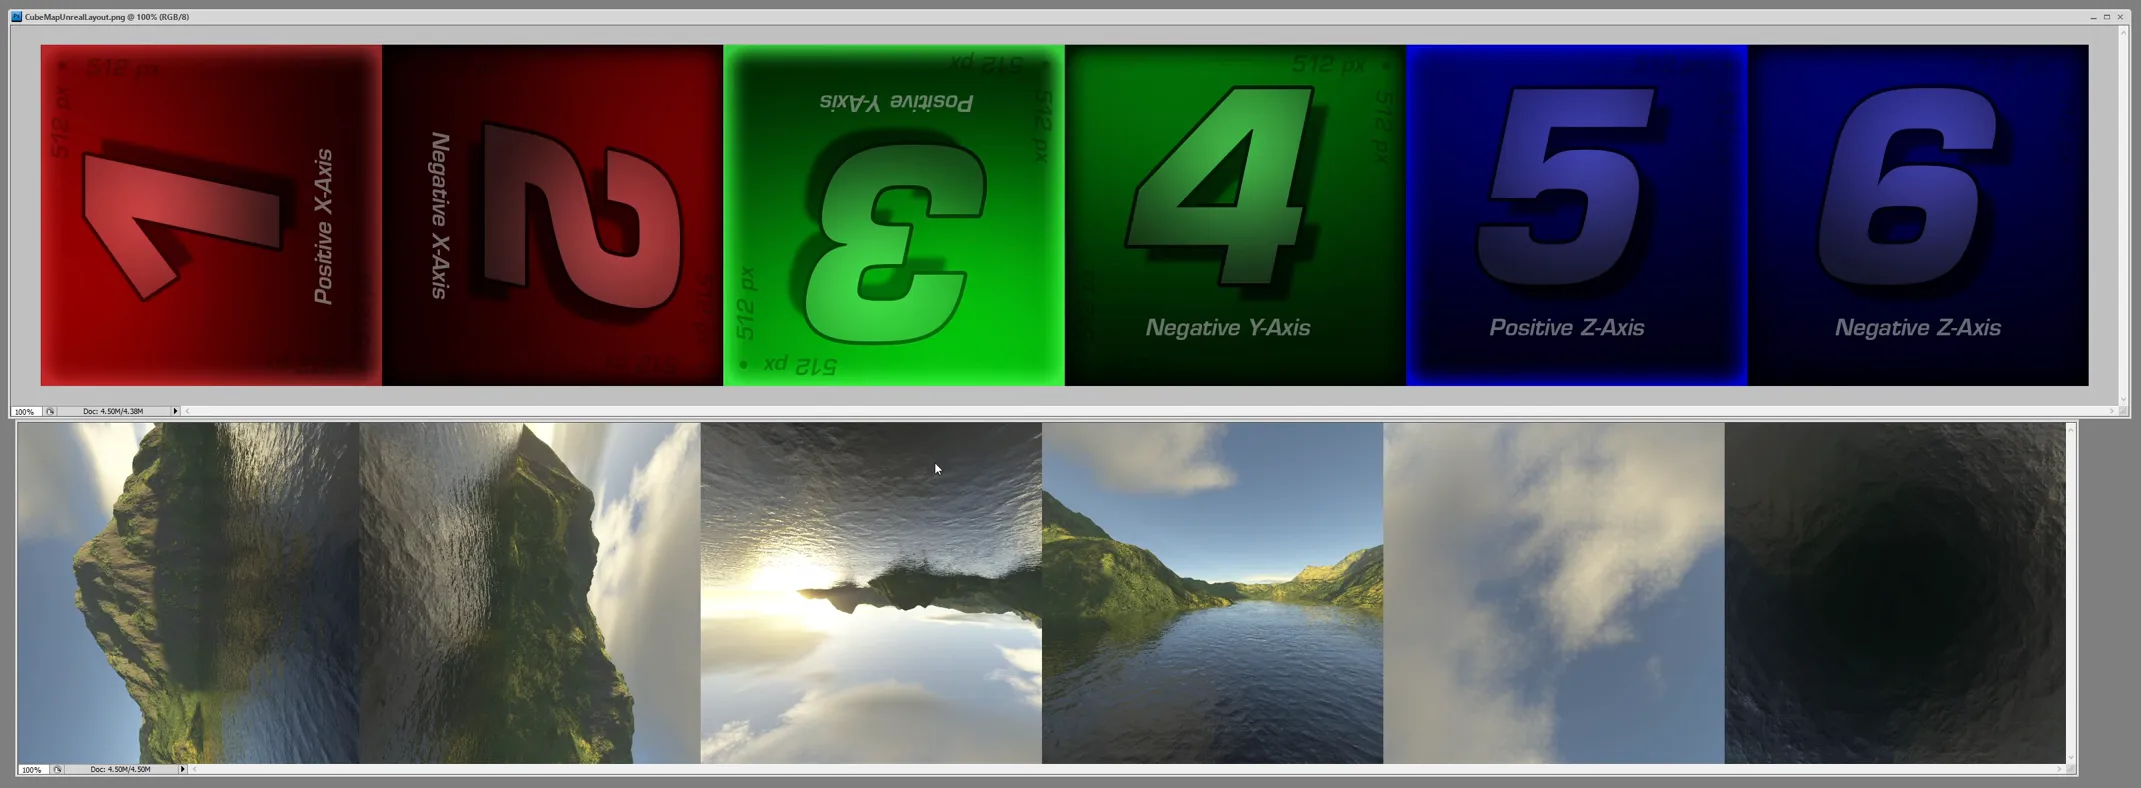 CubeMapUnrealLayout.png @ 100% (RGB/8)
512 px
512 px
1
Positive X-Axis
Negative X-Axis
2
512 px
512 px
512 px
Positive Y-Axis
3
512 px
512 px
512 px
512 px
4
Negative Y-Axis
5
Positive Z-Axis
6
Negative Z-Axis
100%
Doc: 4.50M/4.38M
100%
Doc: 4.50M/4.50M